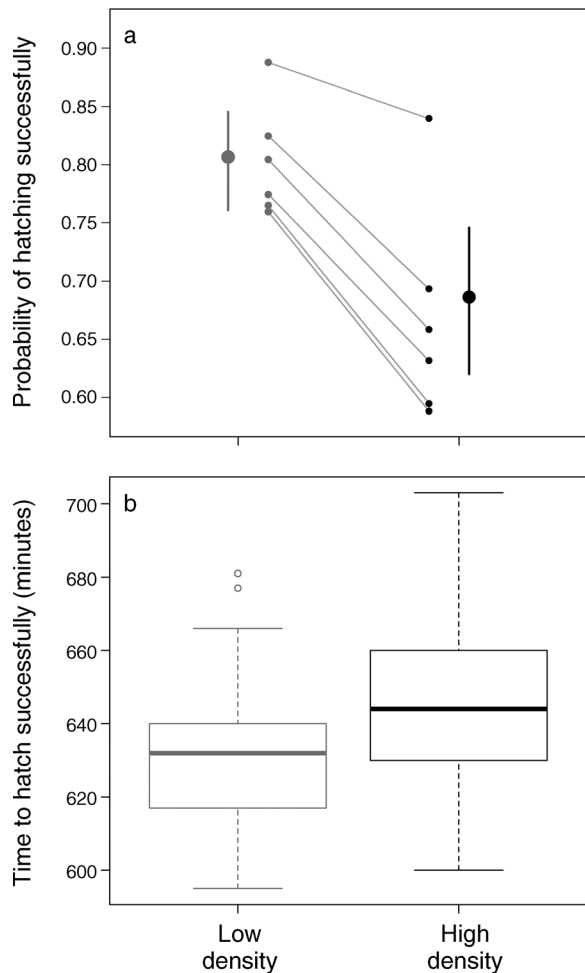 a
Probability of hatching successfully
0.90
0.85
0.80
0.75
0.70
0.65
0.60
b
Time to hatch successfully (minutes)
700
680
660
640
620
600
Low
density
High
density